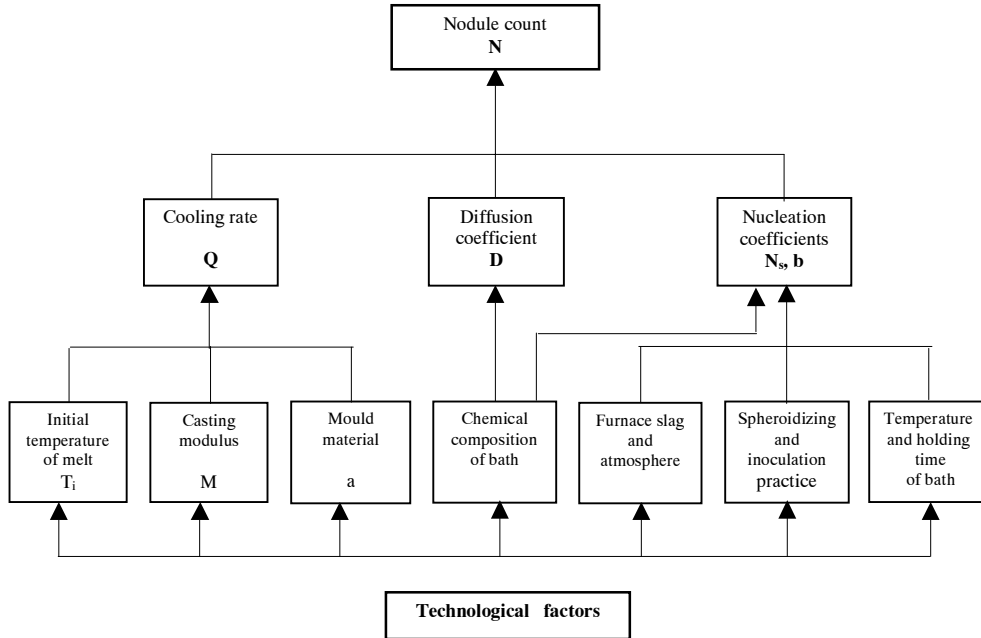 Nodule count
N
Cooling rate
Q
Diffusion
coefficient
D
Nucleation
coefficients
Nₛ, b
Initial
temperature
of melt
Tᵢ
Casting
modulus
M
Mould
material
a
Chemical
composition
of bath
Furnace slag
and
atmosphere
Spheroidizing
and
inoculation
practice
Temperature
and holding
time
of bath
Technological factors